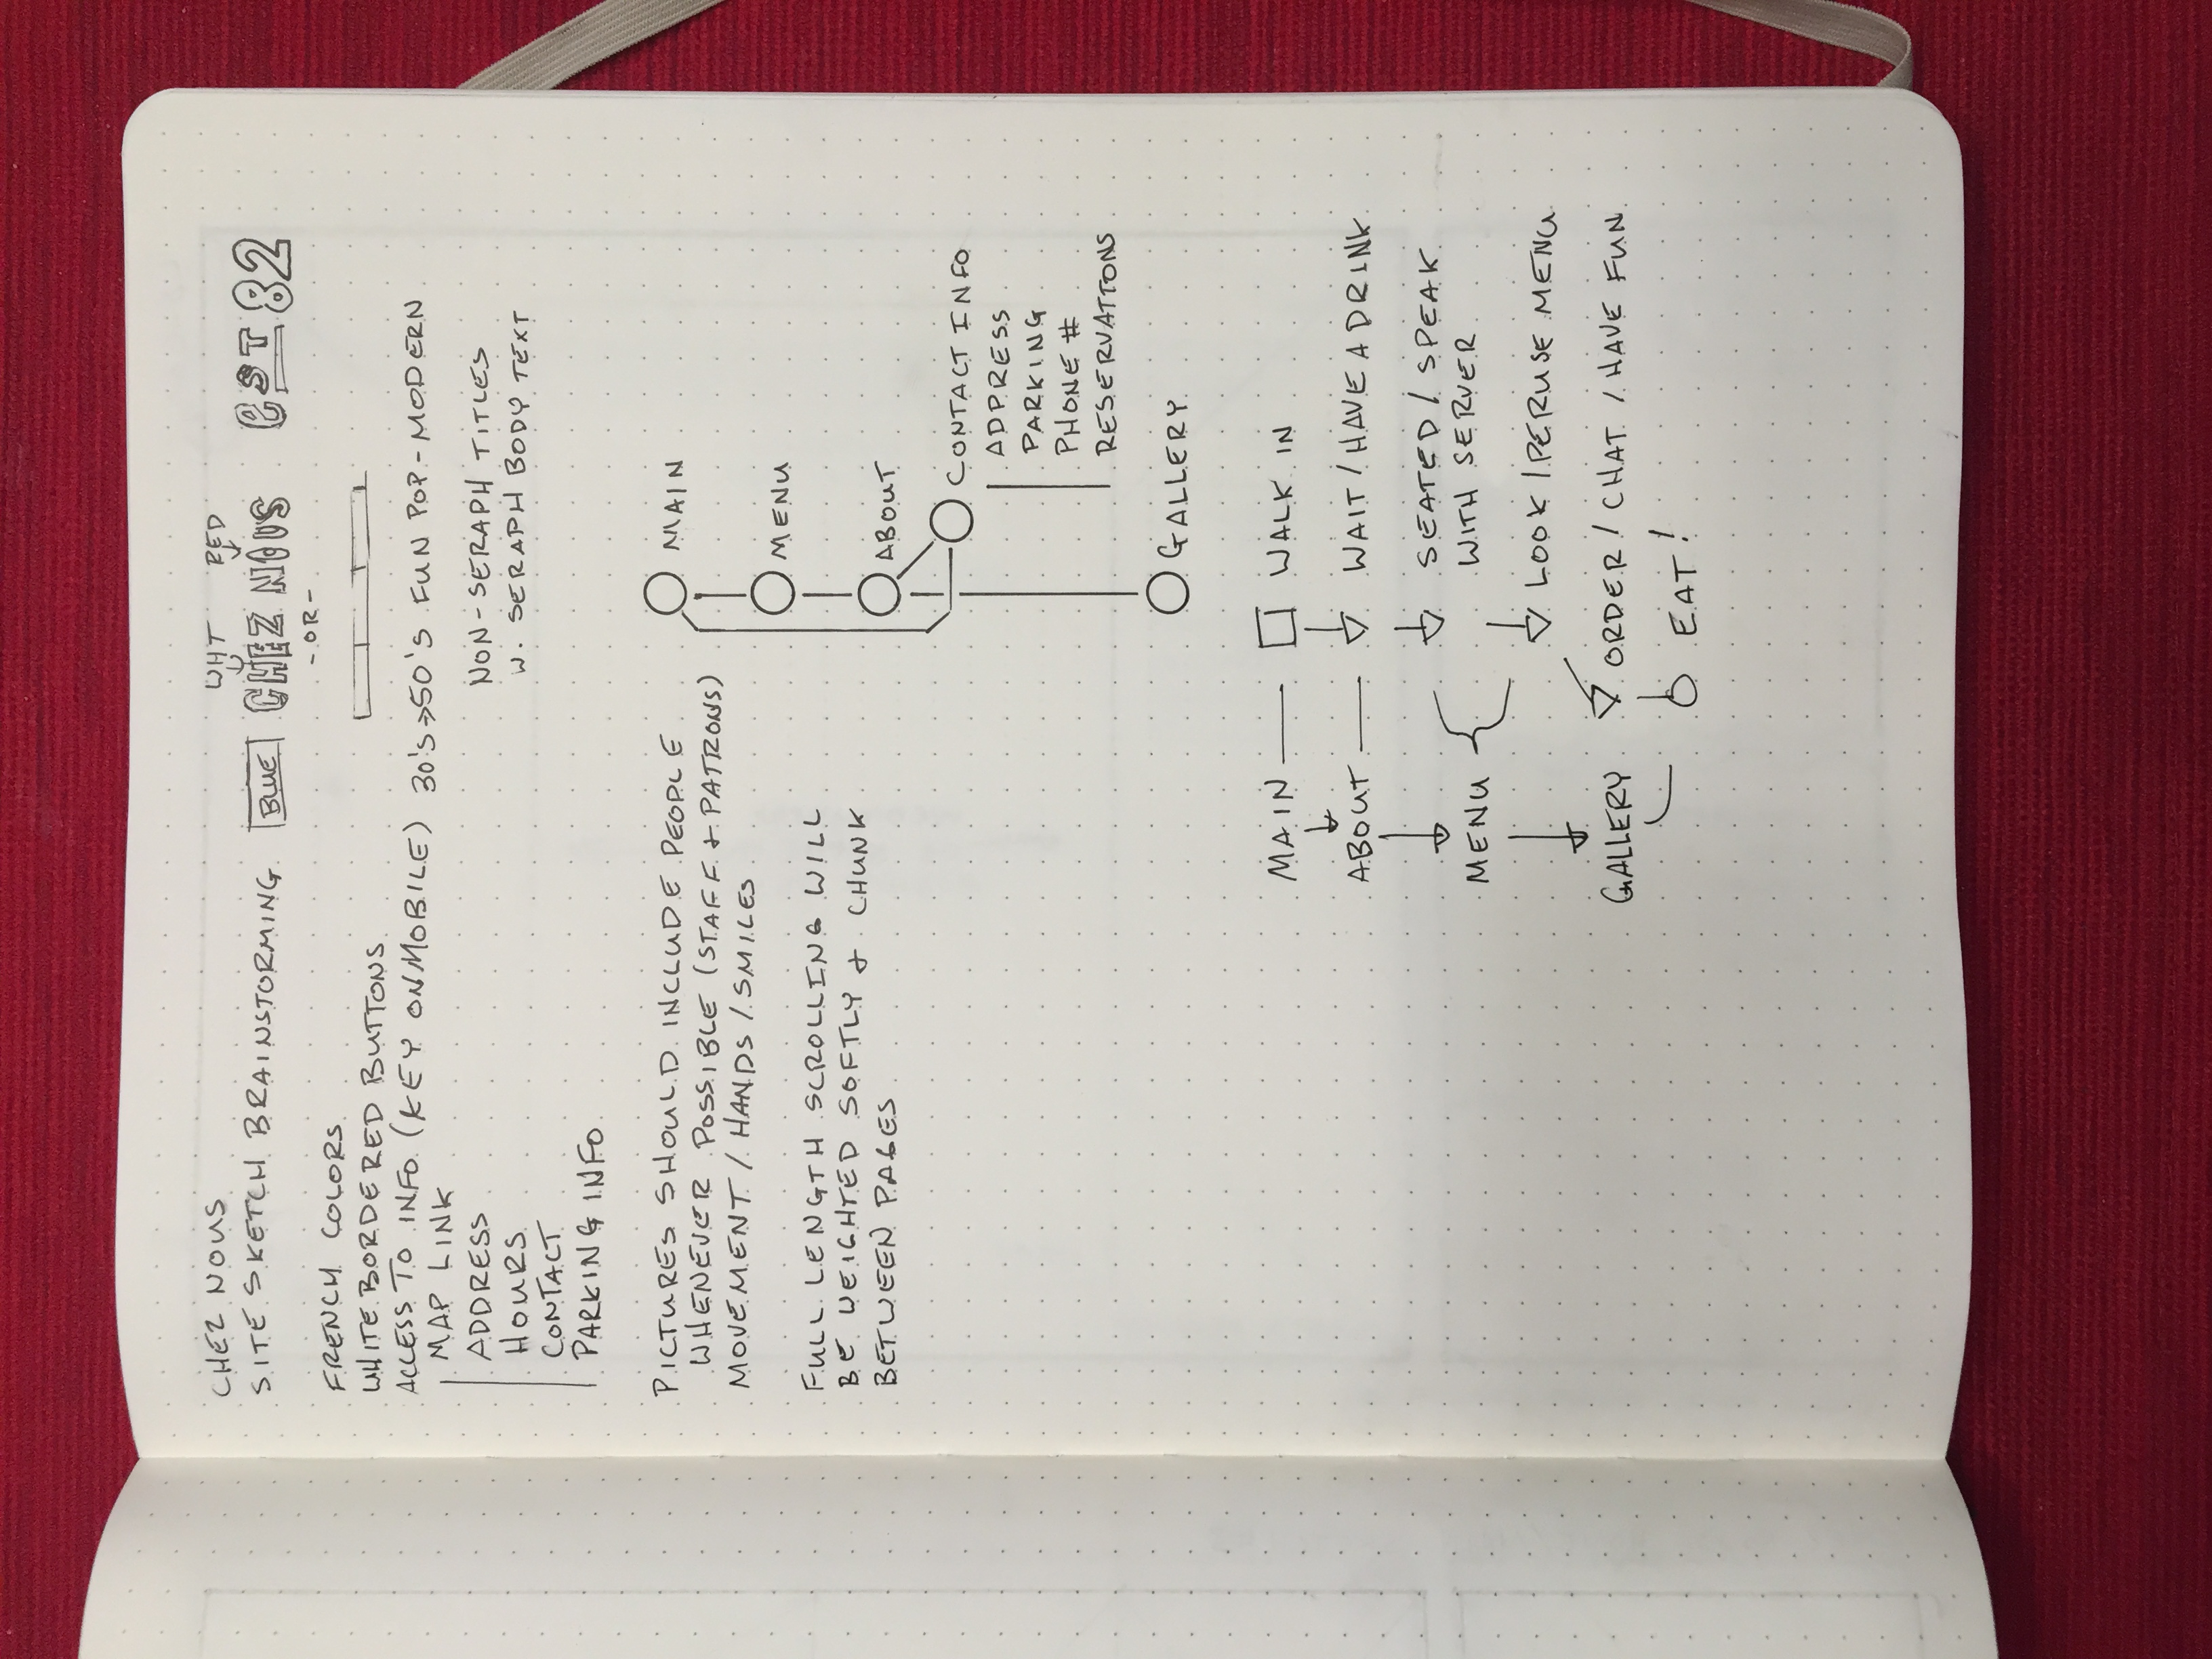 CHEZ NOUS
SITE SKETCH BRAINSTORMING
WHT RED
BLUE CHEZ NOUS
eST 82
- OR -
FRENCH COLORS
WHITE BORDERED BUTTONS
ACCESS TO INFO (KEY ON MOBILE)
MAP LINK
ADDRESS
HOURS
CONTACT
PARKING INFO
30'S → 50'S FUN POP-MODERN
NON-SERAPH TITLES
W. SERAPH BODY TEXT
PICTURES SHOULD INCLUDE PEOPLE
WHENEVER POSSIBLE (STAFF & PATRONS)
MOVEMENT / HANDS / SMILES
FULL LENGTH SCROLLING WILL
BE WEIGHTED SOFTLY & CHUNK
BETWEEN PAGES
MAIN
MENU
ABOUT
CONTACT INFO
ADDRESS
PARKING
PHONE #
RESERVATIONS
GALLERY
MAIN WALK IN
ABOUT WAIT / HAVE A DRINK
SEATED / SPEAK
WITH SERVER
MENU
LOOK / PERUSE MENU
GALLERY ORDER / CHAT / HAVE FUN
EAT!